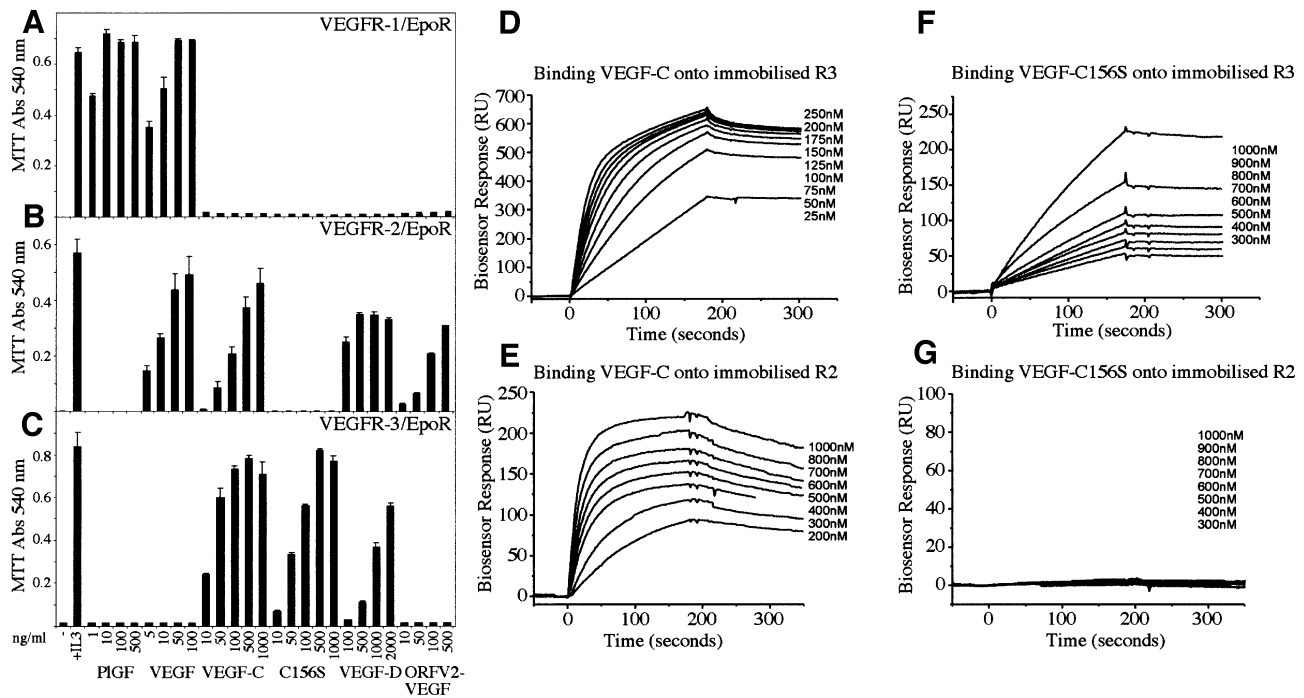 A
VEGFR-1/EpoR
MTT Abs 540 nm
0.6
0.4
0.2
B
VEGFR-2/EpoR
MTT Abs 540 nm
0.6
0.4
0.2
C
VEGFR-3/EpoR
MTT Abs 540 nm
0.8
0.6
0.4
0.2
ng/ml - +IL3 1 10 100 500 5 10 50 100 10 50 100 500 1000 10 50 100 500 1000 100 500 1000 2000 10 50 100 500
PlGF VEGF VEGF-C C156S VEGF-D ORFV2-
VEGF
D
Binding VEGF-C onto immobilised R3
Biosensor Response (RU)
700
600
500
400
300
200
100
0
250nM
200nM
175nM
150nM
125nM
100nM
75nM
50nM
25nM
0 100 200 300
Time (seconds)
E
Binding VEGF-C onto immobilised R2
Biosensor Response (RU)
250
200
150
100
50
0
1000nM
800nM
700nM
600nM
500nM
400nM
300nM
200nM
0 100 200 300
Time (seconds)
F
Binding VEGF-C156S onto immobilised R3
Biosensor Response (RU)
250
200
150
100
50
0
1000nM
900nM
800nM
700nM
600nM
500nM
400nM
300nM
0 100 200 300
Time (seconds)
G
Binding VEGF-C156S onto immobilised R2
Biosensor Response (RU)
100
80
60
40
20
0
1000nM
900nM
800nM
700nM
600nM
500nM
400nM
300nM
0 100 200 300
Time (seconds)